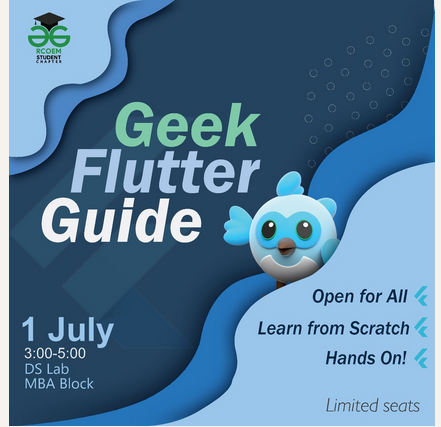 RCOEM
STUDENT
CHAPTER
Geek
Flutter
Guide
1 July
3:00-5:00
DS Lab
MBA Block
Open for All
Learn from Scratch
Hands On!
Limited seats